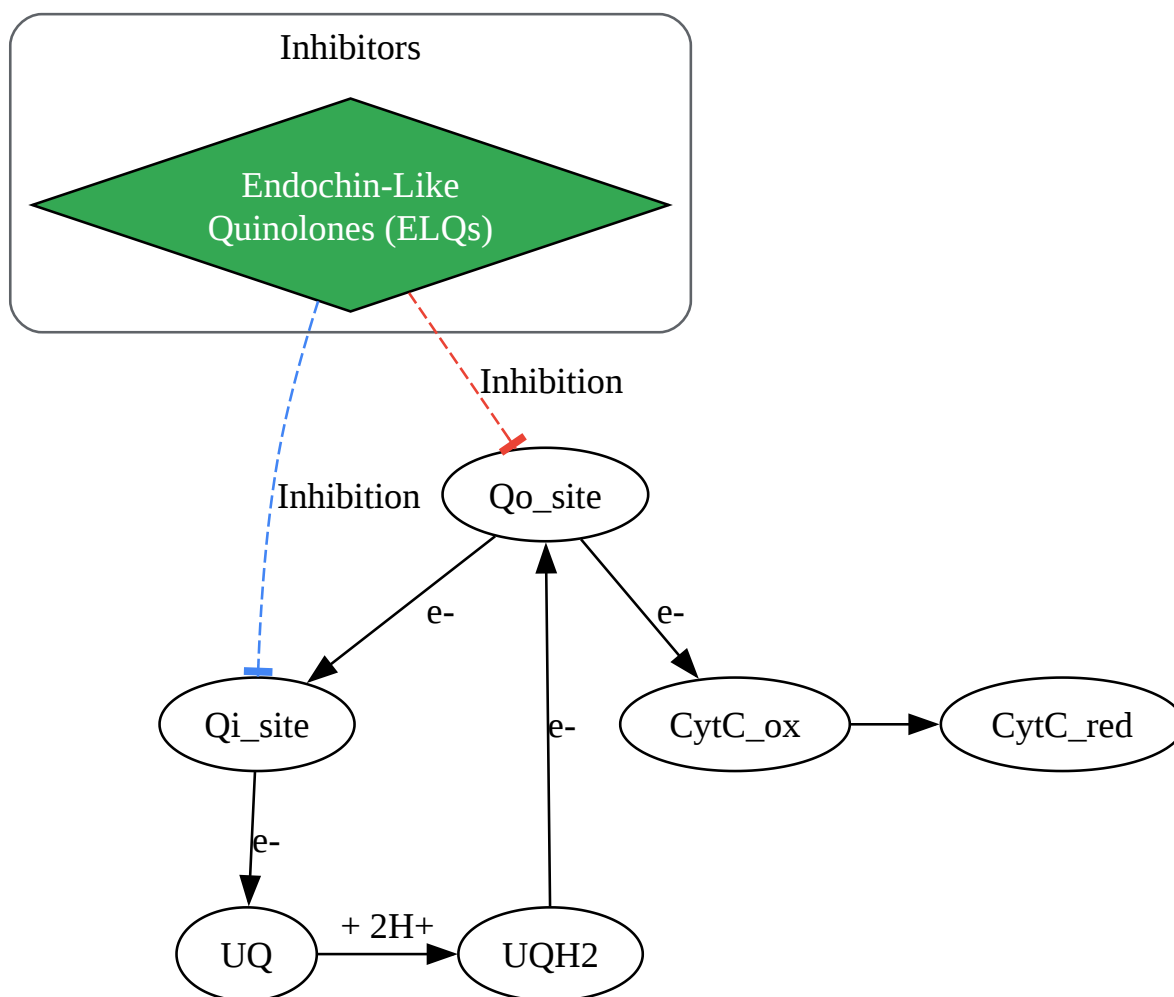 Inhibitors
Endochin-Like
Quinolones (ELQs)
Inhibition
Inhibition
Qo_site
e-
e-
Qi_site
e-
CytC_ox
CytC_red
e-
+ 2H+
UQ
UQH2